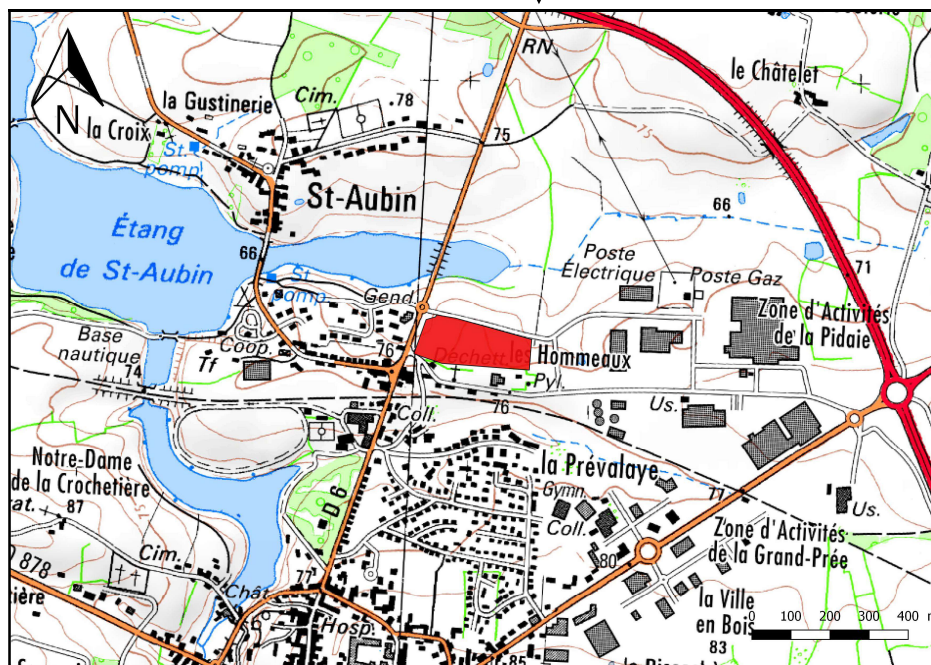 RN.
le Châtelet
la Gustinerie
Cim.
78
N
la Croix
St.
pomp.
75
75
St-Aubin
66
Étang
de St-Aubin
66
St.
pomp.
Poste
Électrique
Poste Gaz
71
Gend.
Zone d'Activités
de la Pidaie
Base
nautique
74
Tf
Coop.
76
Déchett.
les Hommeaux
Pyl.
76
Us.
Coll.
Notre-Dame
de la Crochetière
87
la Prévalaye
Gymn.
Coll.
77
Us.
D 6
Cim.
Zone d'Activités
de la Grand-Prée
80
878
Chât.
77
Hosp.
la Ville
en Bois
83
85
0 100 200 300 400 m